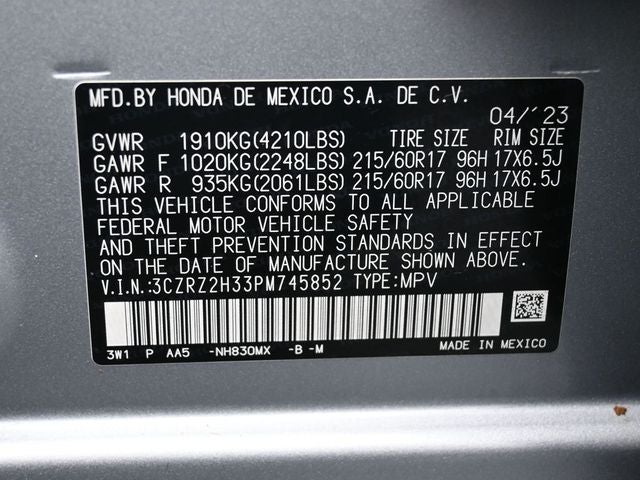 MFD.BY HONDA DE MEXICO S.A. DE C.V.
04/'23
GVWR 1910KG(4210LBS) TIRE SIZE RIM SIZE
GAWR F 1020KG(2248LBS) 215/60R17 96H 17X6.5J
GAWR R 935KG(2061LBS) 215/60R17 96H 17X6.5J
THIS VEHICLE CONFORMS TO ALL APPLICABLE
FEDERAL MOTOR VEHICLE SAFETY
AND THEFT PREVENTION STANDARDS IN EFFECT
ON THE DATE OF MANUFACTURE SHOWN ABOVE.
V.I.N.:3CZRZ2H33PM745852 TYPE:MPV
3W1 P AA5 -NH830MX -B -M MADE IN MEXICO